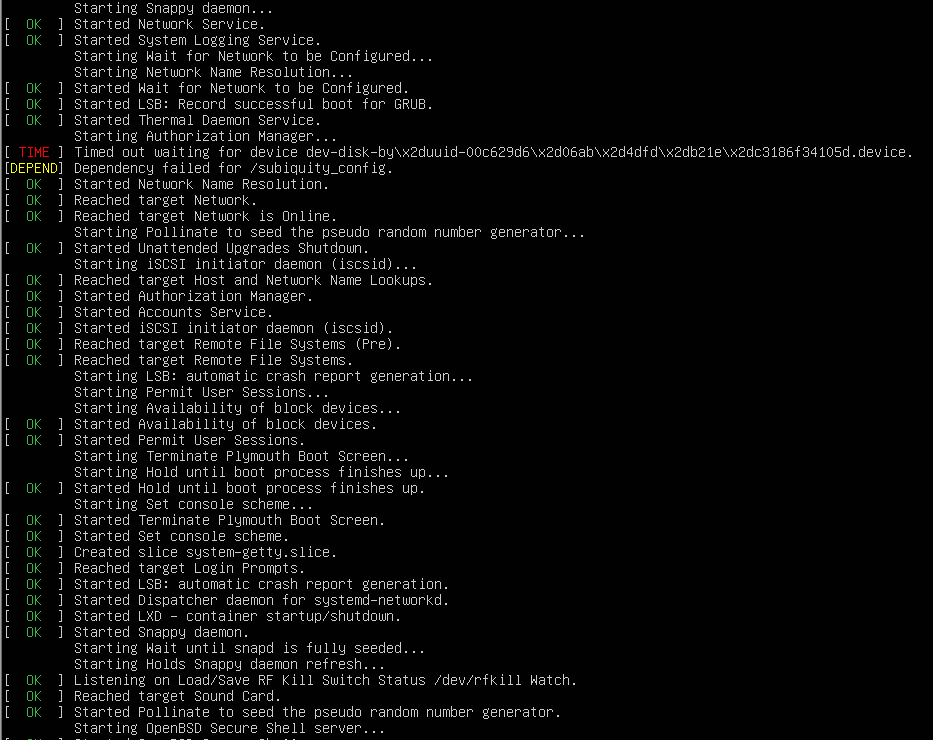 Starting Snappy daemon...
[  OK  ] Started Network Service.
[  OK  ] Started System Logging Service.
Starting Wait for Network to be Configured...
Starting Network Name Resolution...
[  OK  ] Started Wait for Network to be Configured.
[  OK  ] Started LSB: Record successful boot for GRUB.
[  OK  ] Started Thermal Daemon Service.
Starting Authorization Manager...
[ TIME ] Timed out waiting for device dev-disk-by\x2duuid-00c629d6\x2d06ab\x2d4dfd\x2db21e\x2dc3186f34105d.device.
[DEPEND] Dependency failed for /subiquity_config.
[  OK  ] Started Network Name Resolution.
[  OK  ] Reached target Network.
[  OK  ] Reached target Network is Online.
Starting Pollinate to seed the pseudo random number generator...
[  OK  ] Started Unattended Upgrades Shutdown.
Starting iSCSI initiator daemon (iscsid)...
[  OK  ] Reached target Host and Network Name Lookups.
[  OK  ] Started Authorization Manager.
[  OK  ] Started Accounts Service.
[  OK  ] Started iSCSI initiator daemon (iscsid).
[  OK  ] Reached target Remote File Systems (Pre).
[  OK  ] Reached target Remote File Systems.
Starting LSB: automatic crash report generation...
Starting Permit User Sessions...
Starting Availability of block devices...
[  OK  ] Started Availability of block devices.
[  OK  ] Started Permit User Sessions.
Starting Terminate Plymouth Boot Screen...
Starting Hold until boot process finishes up...
[  OK  ] Started Hold until boot process finishes up.
Starting Set console scheme...
[  OK  ] Started Terminate Plymouth Boot Screen.
[  OK  ] Started Set console scheme.
[  OK  ] Created slice system-getty.slice.
[  OK  ] Reached target Login Prompts.
[  OK  ] Started LSB: automatic crash report generation.
[  OK  ] Started Dispatcher daemon for systemd-networkd.
[  OK  ] Started LXD - container startup/shutdown.
[  OK  ] Started Snappy daemon.
Starting Wait until snapd is fully seeded...
Starting Holds Snappy daemon refresh...
[  OK  ] Listening on Load/Save RF Kill Switch Status /dev/rfkill Watch.
[  OK  ] Reached target Sound Card.
[  OK  ] Started Pollinate to seed the pseudo random number generator.
Starting OpenBSD Secure Shell server...